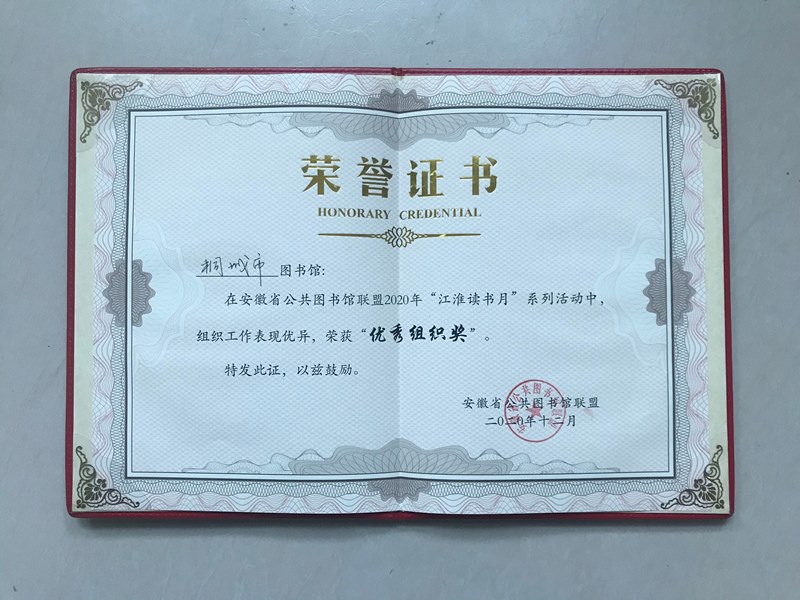 荣誉证书
HONORARY CREDENTIAL
桐城市 图书馆:
在安徽省公共图书馆联盟2020年“江淮读书月”系列活动中，
组织工作表现优异，荣获“优秀组织奖”。
特发此证，以兹鼓励。
安徽省公共图书馆联盟
二〇二〇年十二月